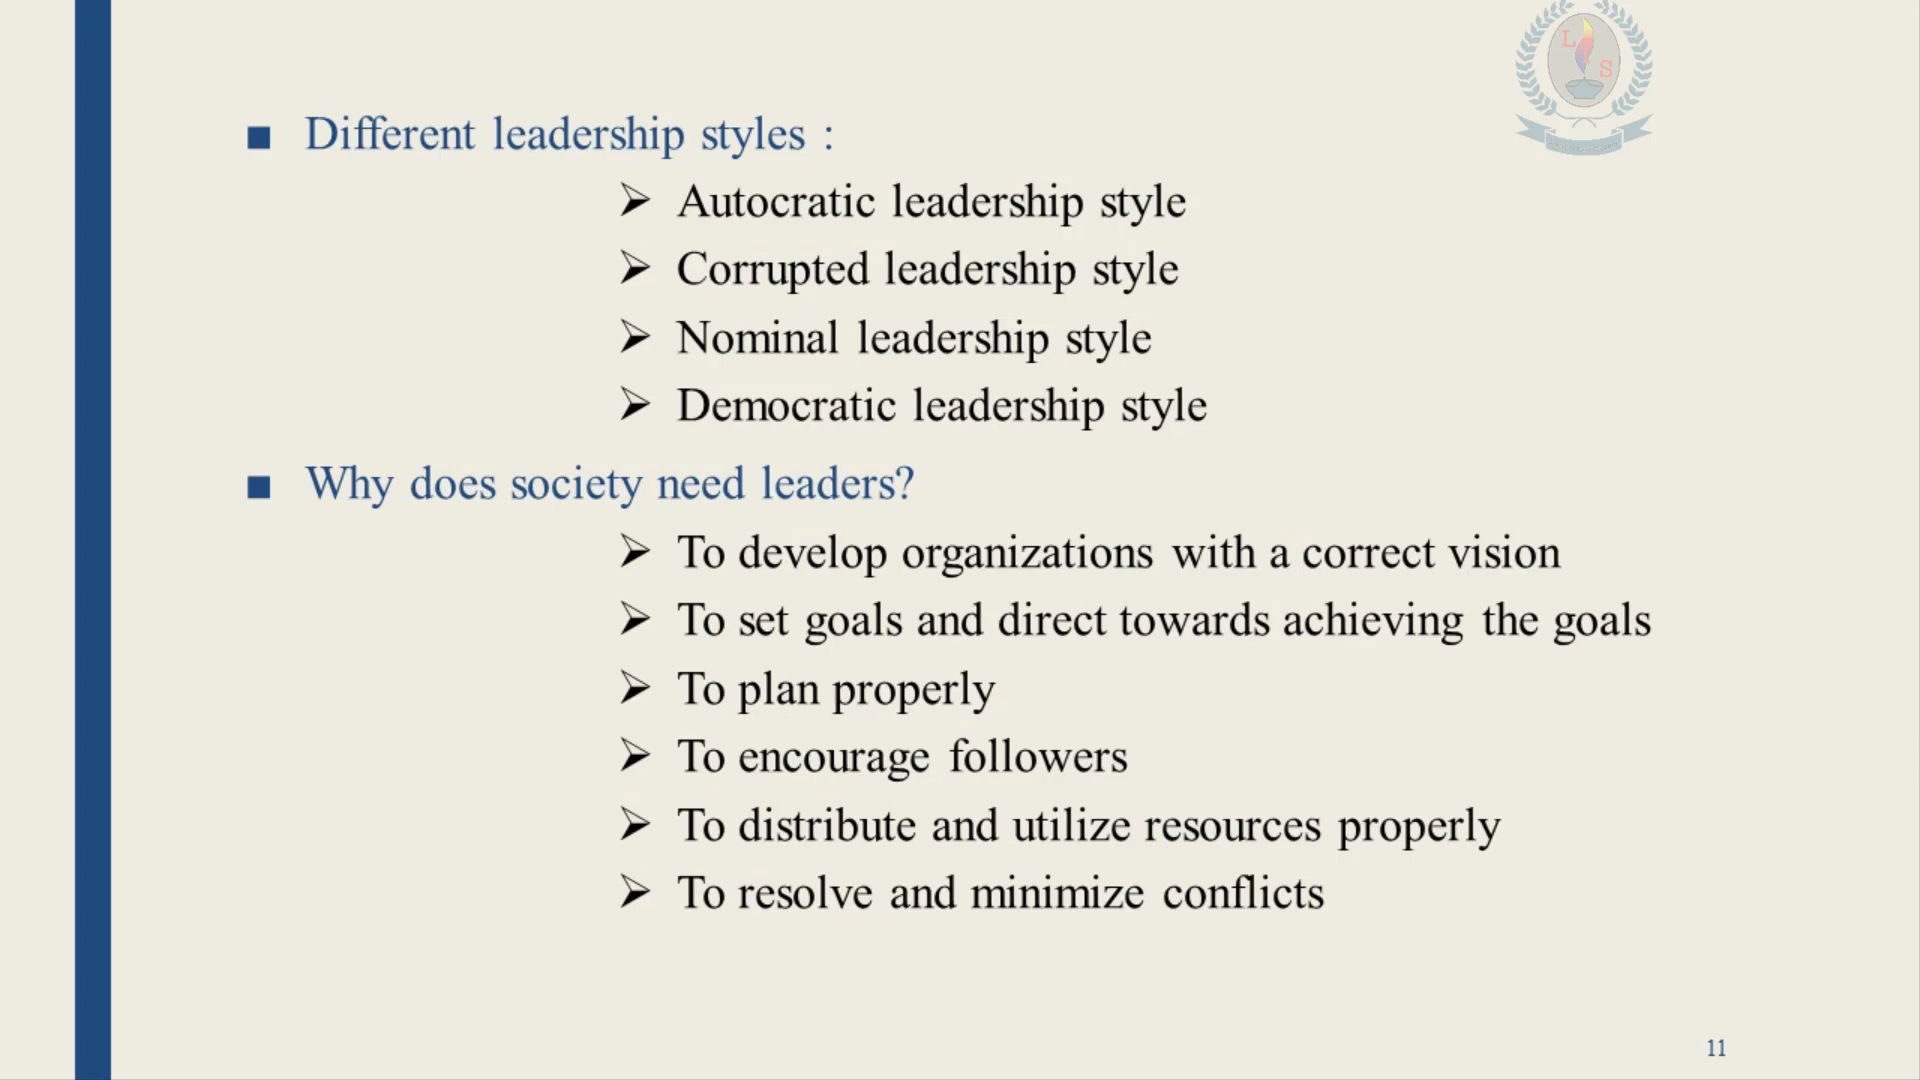 L
S
■ Different leadership styles :
➢ Autocratic leadership style
➢ Corrupted leadership style
➢ Nominal leadership style
➢ Democratic leadership style
■ Why does society need leaders?
➢ To develop organizations with a correct vision
➢ To set goals and direct towards achieving the goals
➢ To plan properly
➢ To encourage followers
➢ To distribute and utilize resources properly
➢ To resolve and minimize conflicts
11